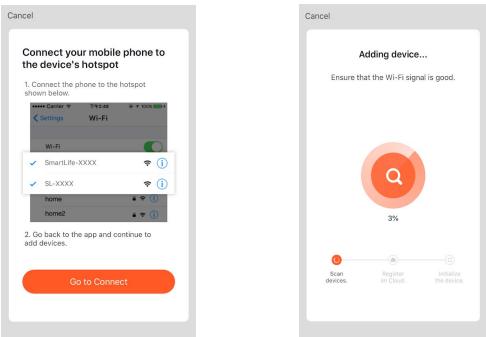 Cancel
Connect your mobile phone to
the device's hotspot
1. Connect the phone to the hotspot
shown below.
Carrier
100%
Settings
Wi-Fi
Wi-Fi
SmartLife-XXXX
SL-XXXX
home
home2
2. Go back to the app and continue to
add devices.
Go to Connect
Cancel
Adding device...
Ensure that the Wi-Fi signal is good.
3%
Scan
devices.
Register
on Cloud.
Initialize
the device.